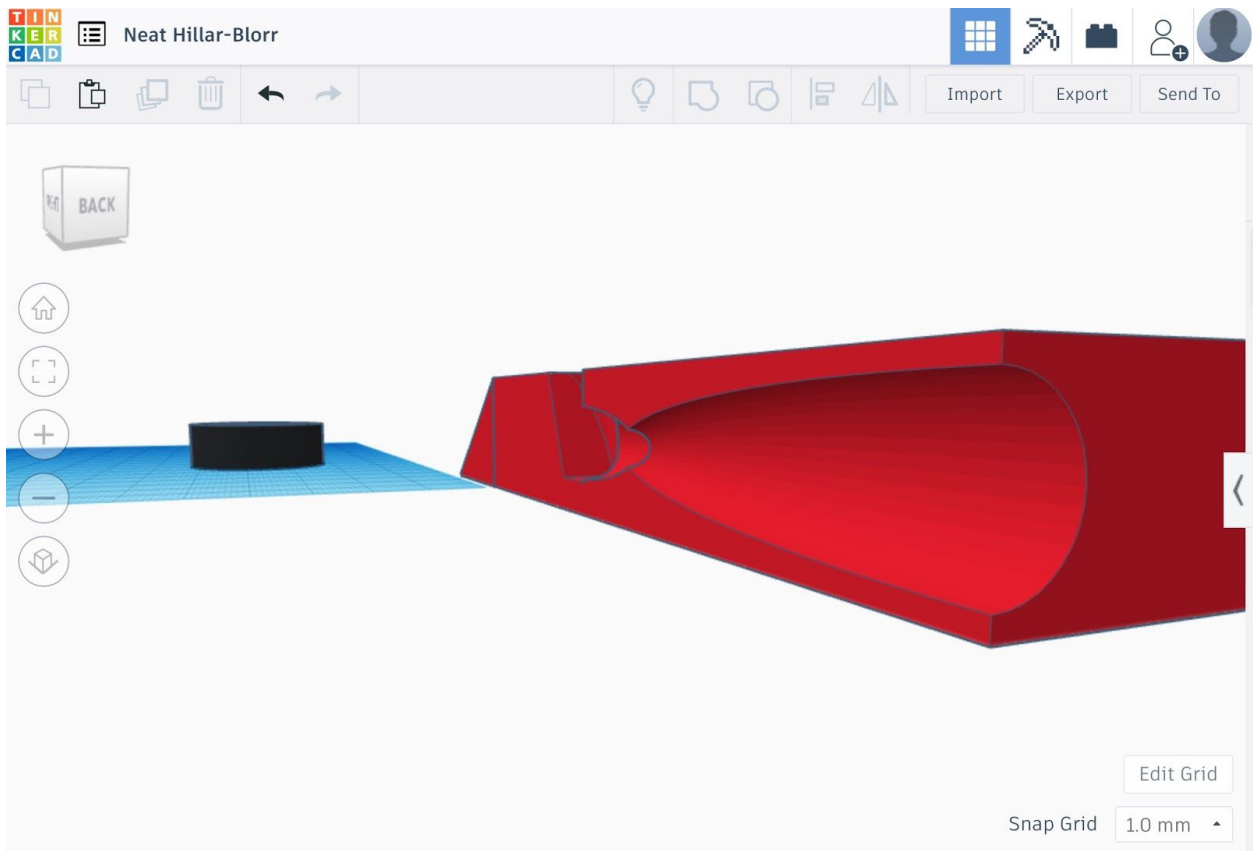 TIN
KER
CAD
Neat Hillar-Blorr
Import
Export
Send To
BACK
Edit Grid
Snap Grid
1.0 mm